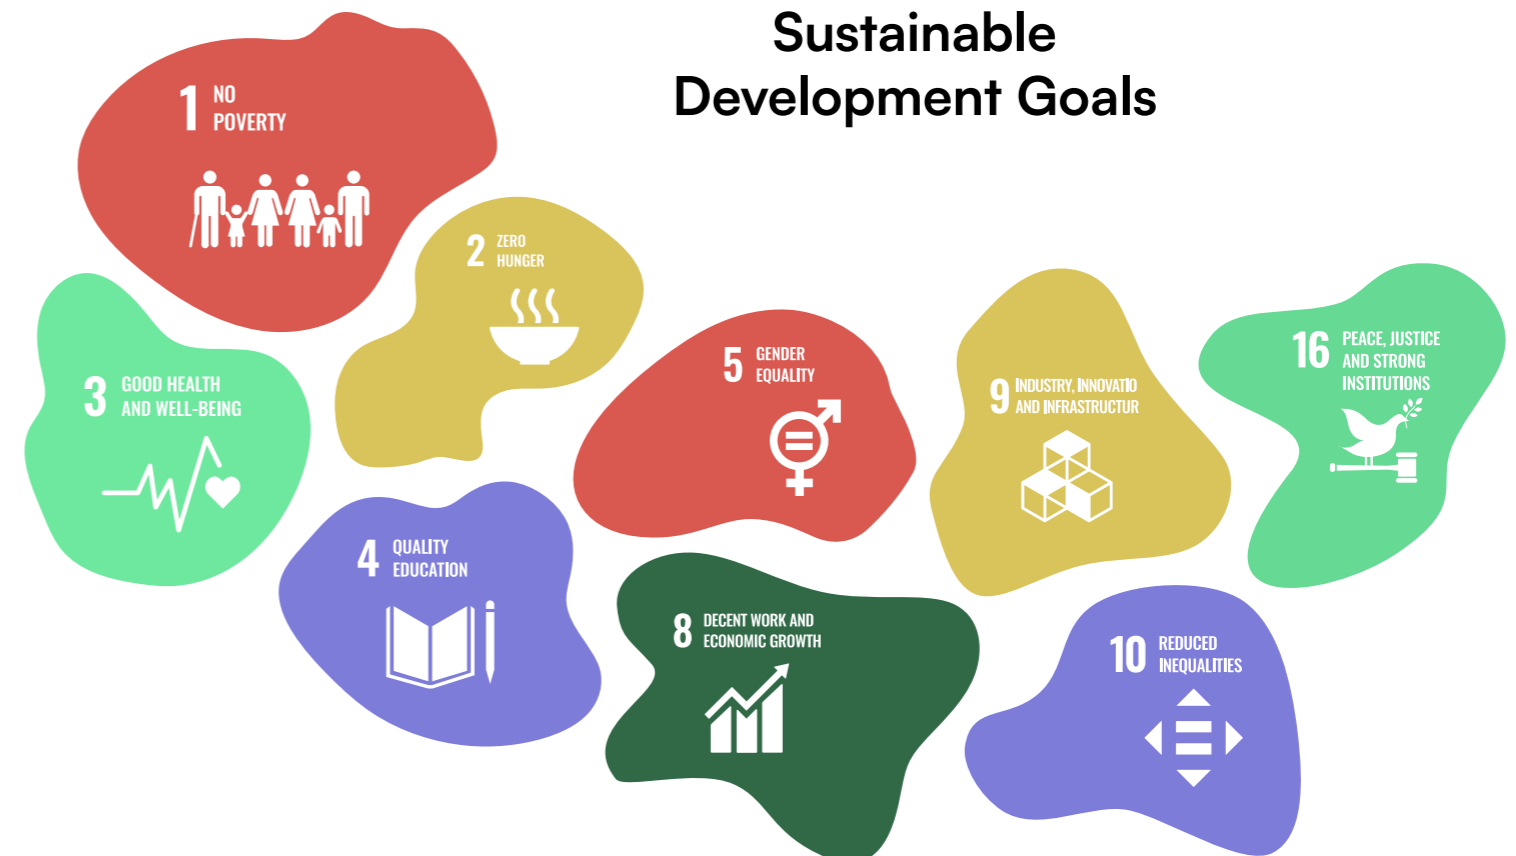 Sustainable
Development Goals
1 NO
POVERTY
2 ZERO
HUNGER
3 GOOD HEALTH
AND WELL-BEING
4 QUALITY
EDUCATION
5 GENDER
EQUALITY
8 DECENT WORK AND
ECONOMIC GROWTH
9 INDUSTRY, INNOVATIO
AND INFRASTRUCTUR
10 REDUCED
INEQUALITIES
16 PEACE, JUSTICE
AND STRONG
INSTITUTIONS